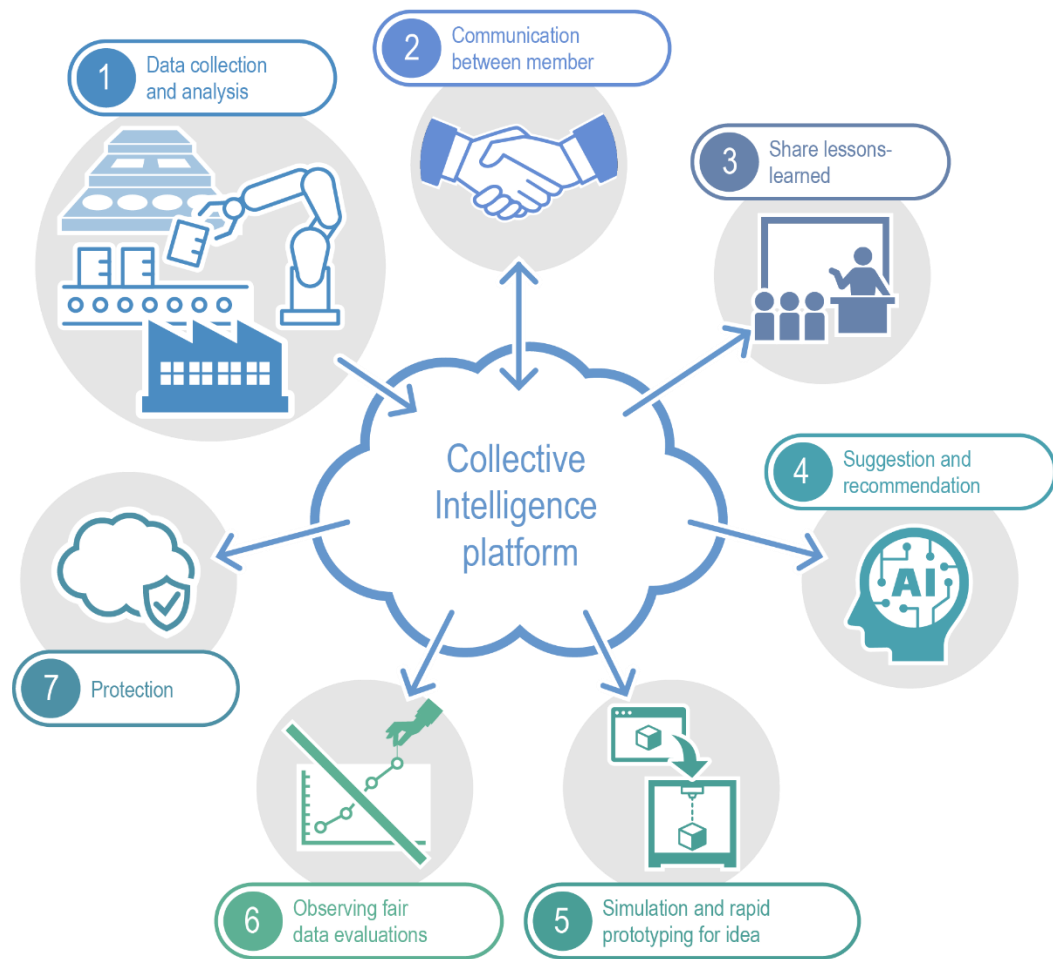 1
Data collection
and analysis
2
Communication
between member
3
Share lessons-
learned
4
Suggestion and
recommendation
AI
Collective
Intelligence
platform
7
Protection
6
Observing fair
data evaluations
5
Simulation and rapid
prototyping for idea